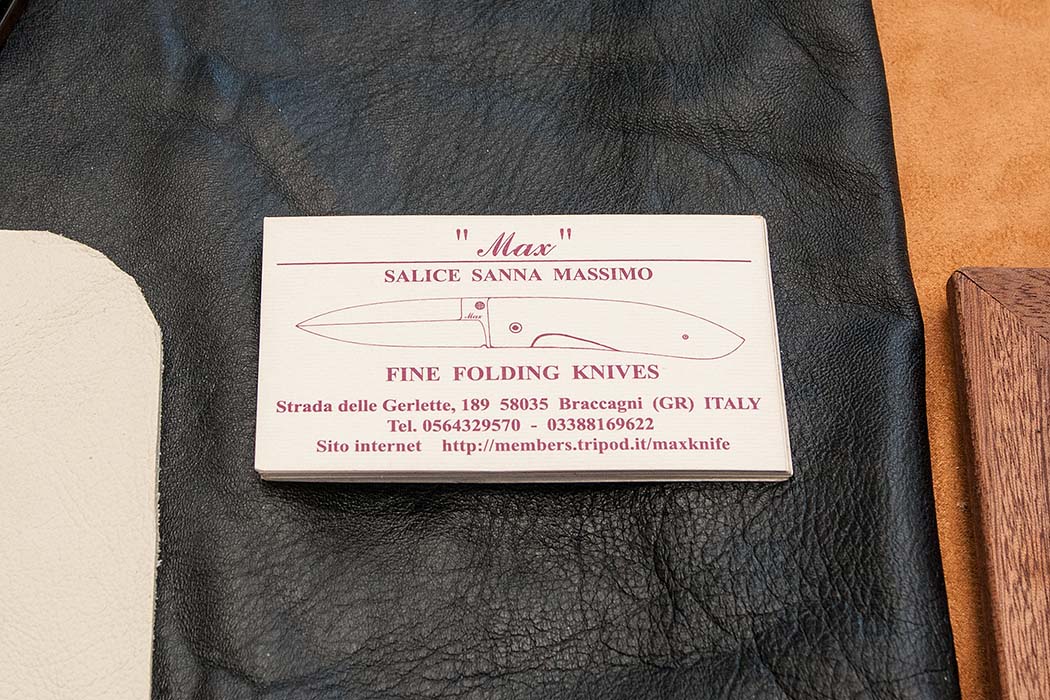 "Max"
SALICE SANNA MASSIMO
Max
FINE FOLDING KNIVES
Strada delle Gerlette, 189 58035 Braccagni (GR) ITALY
Tel. 0564329570 - 03388169622
Sito internet http://members.tripod.it/maxknife